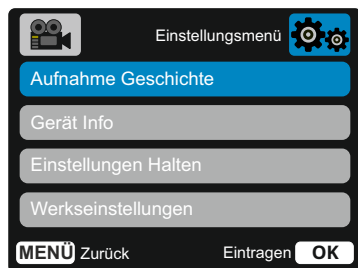 Einstellungsmenü
Aufnahme Geschichte
Gerät Info
Einstellungen Halten
Werkseinstellungen
MENÜ Zurück Eintragen OK